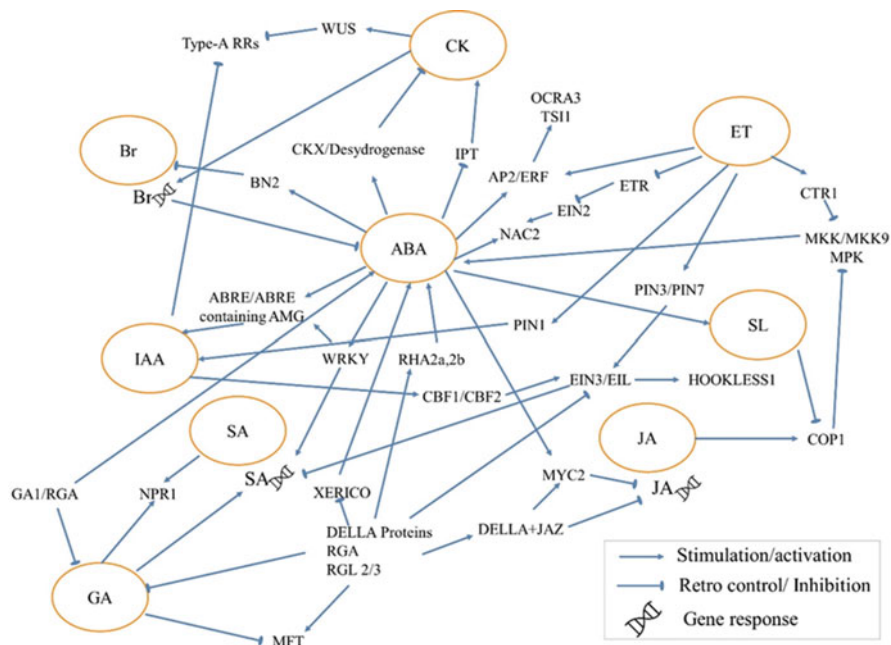 Type-A RRs
WUS
CK
OCRA3
TSI1
ET
Br
CKX/Desydrogenase
IPT
AP2/ERF
ETR
CTR1
Br
BN2
EIN2
NAC2
ABA
MKK/MKK9
MPK
ABRE/ABRE
containing AMG
PIN3/PIN7
SL
PIN1
IAA
WRKY
RHA2a,2b
EIN3/EIL
HOOKLESS1
CBF1/CBF2
SA
JA
COP1
SA
MYC2
JA
GA1/RGA
NPR1
XERICO
DELLA Proteins
RGA
RGL 2/3
DELLA+JAZ
GA
MFT
Stimulation/activation
Retro control/ Inhibition
Gene response